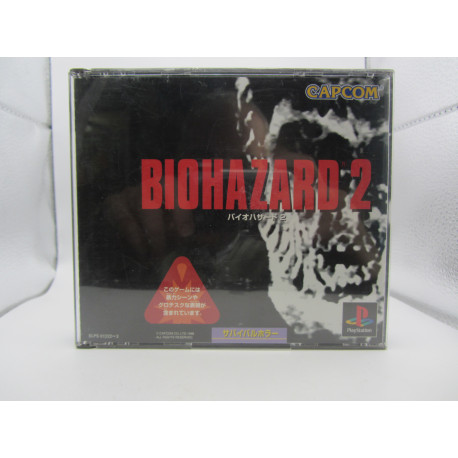 CAPCOM
BIOHAZARD 2
バイオハザード 2
このゲームには
暴力シーンや
グロテスクな表現が
含まれています。
サバイバルホラー
PlayStation